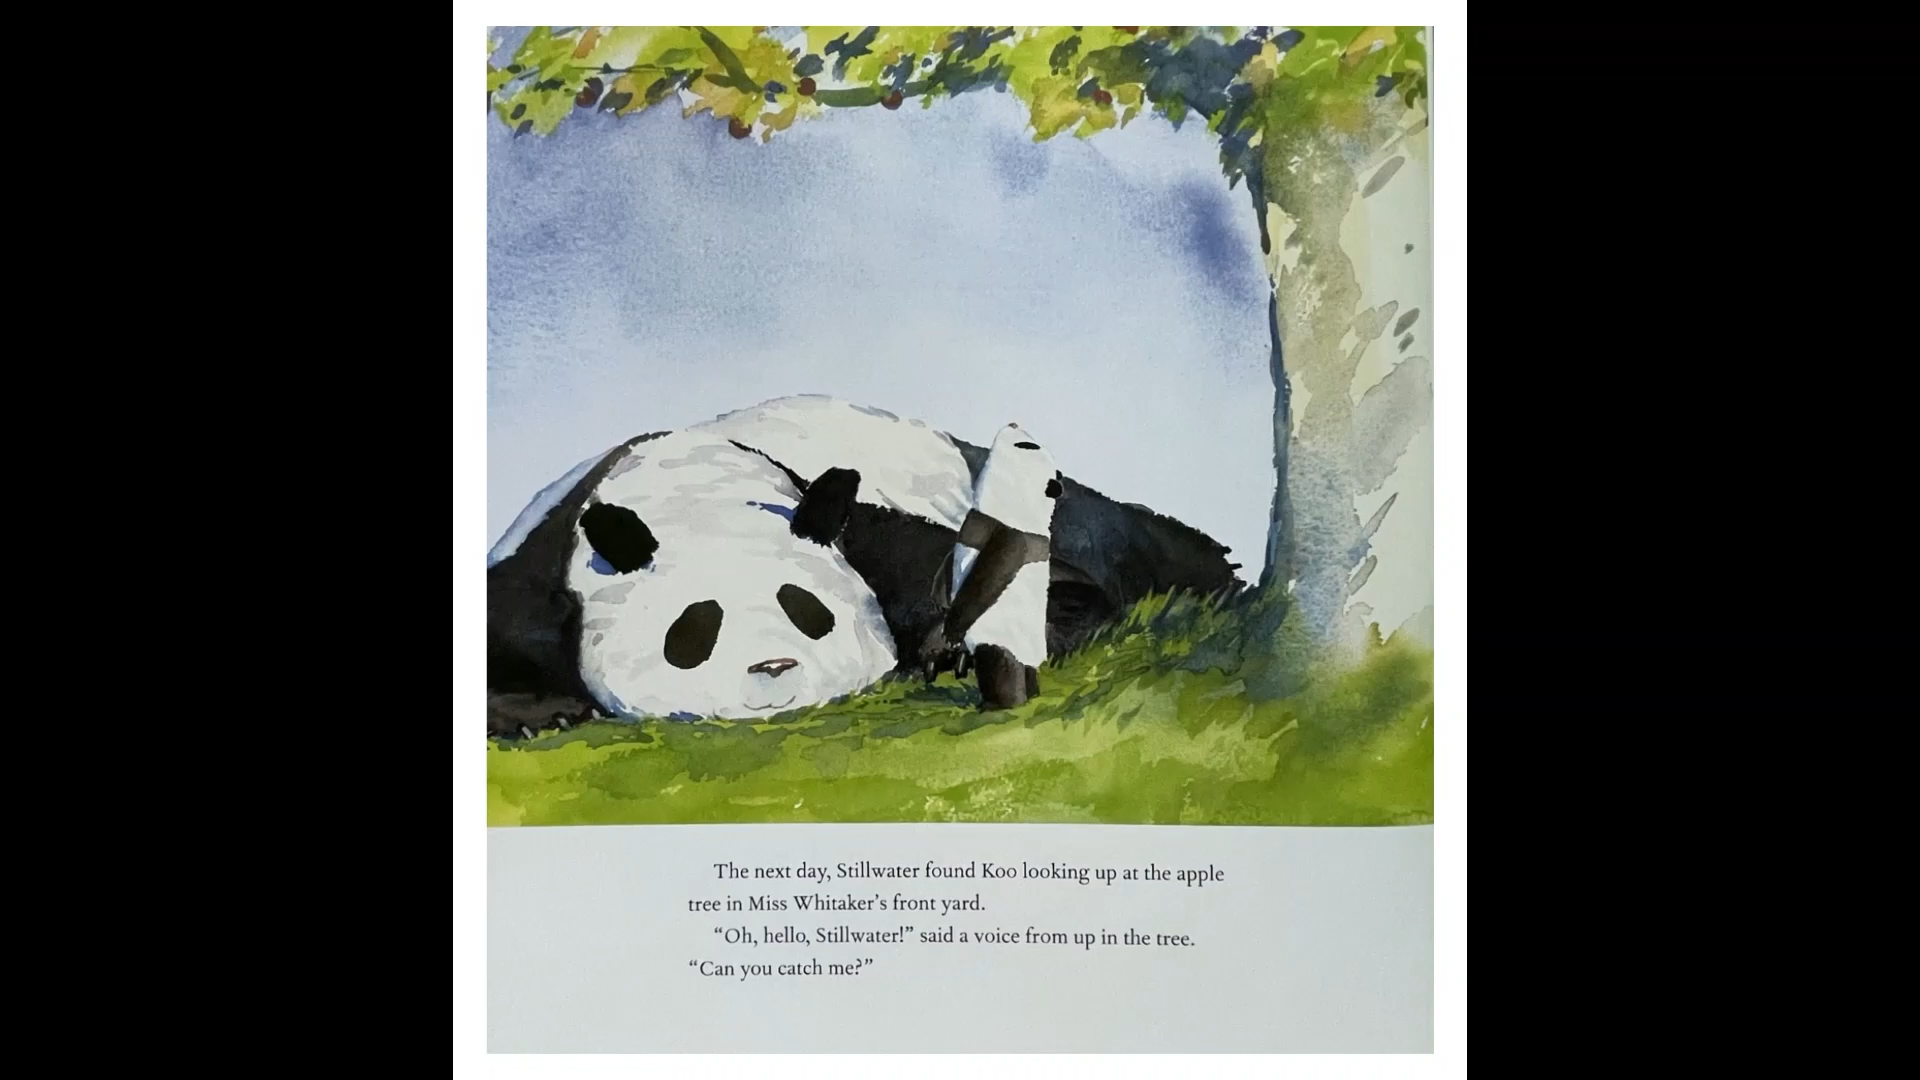 The next day, Stillwater found Koo looking up at the apple
tree in Miss Whitaker’s front yard.
“Oh, hello, Stillwater!” said a voice from up in the tree.
“Can you catch me?”